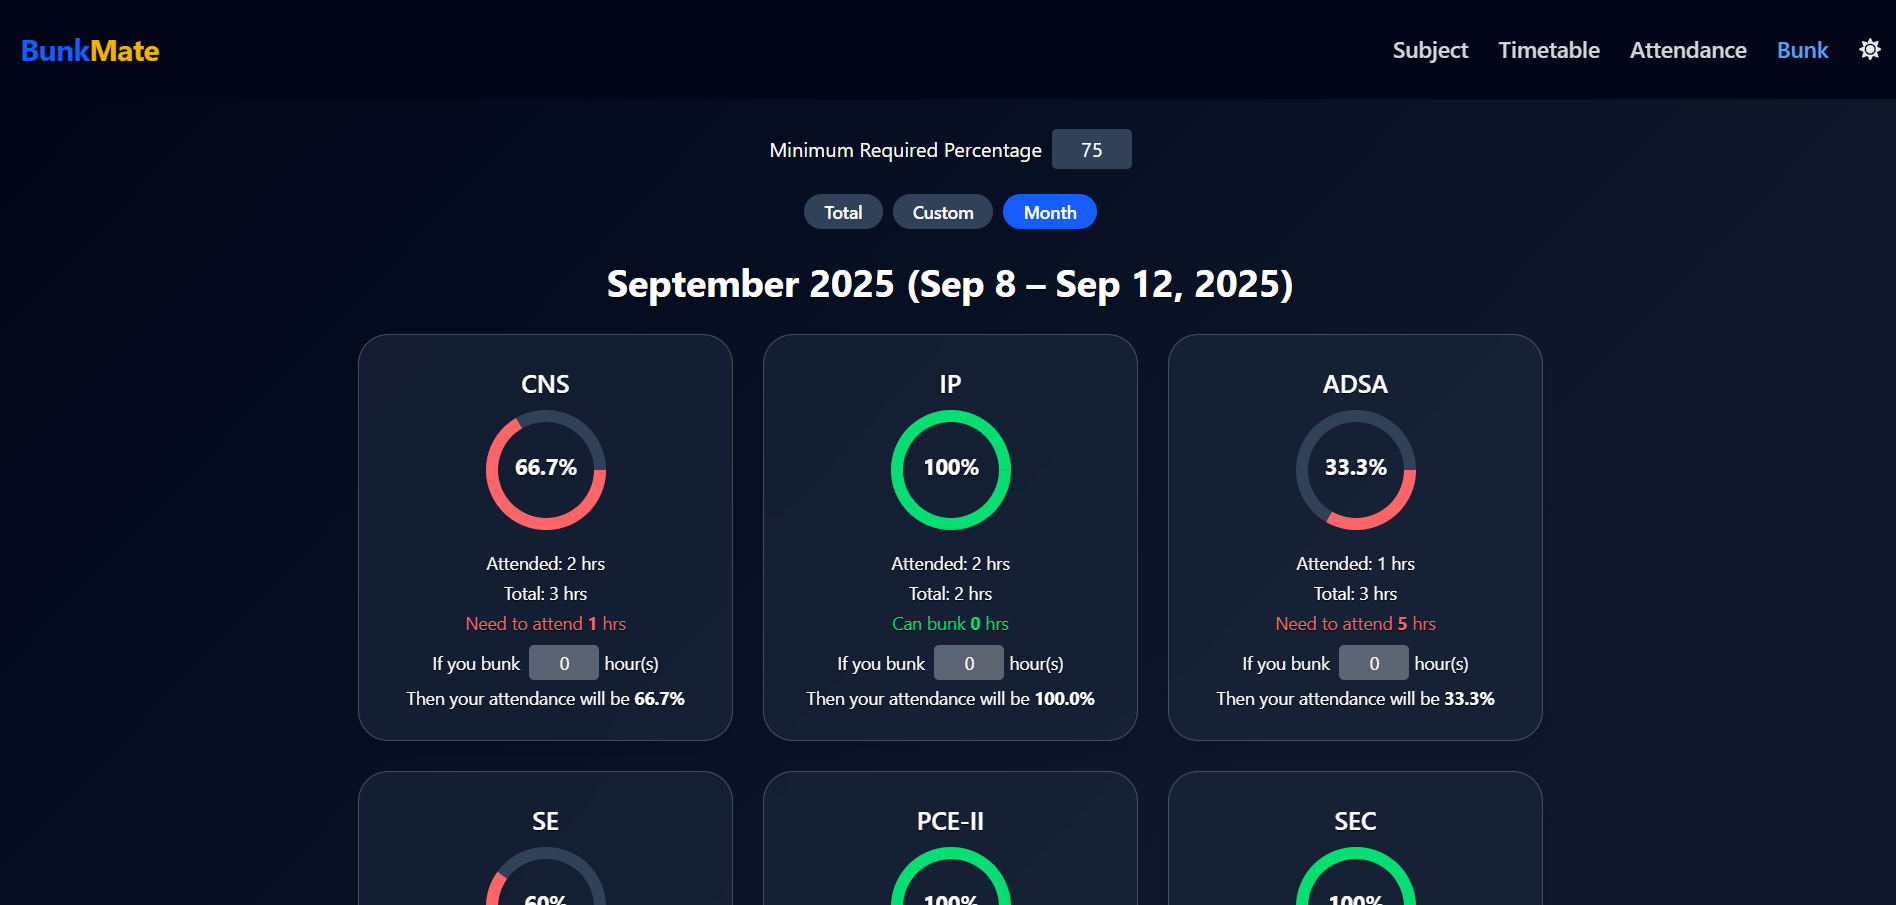 BunkMate
Subject Timetable Attendance Bunk
Minimum Required Percentage 75
Total Custom Month
September 2025 (Sep 8 – Sep 12, 2025)
CNS
66.7%
Attended: 2 hrs
Total: 3 hrs
Need to attend 1 hrs
If you bunk 0 hour(s)
Then your attendance will be 66.7%
IP
100%
Attended: 2 hrs
Total: 2 hrs
Can bunk 0 hrs
If you bunk 0 hour(s)
Then your attendance will be 100.0%
ADSA
33.3%
Attended: 1 hrs
Total: 3 hrs
Need to attend 5 hrs
If you bunk 0 hour(s)
Then your attendance will be 33.3%
SE
60%
PCE-II
100%
SEC
100%